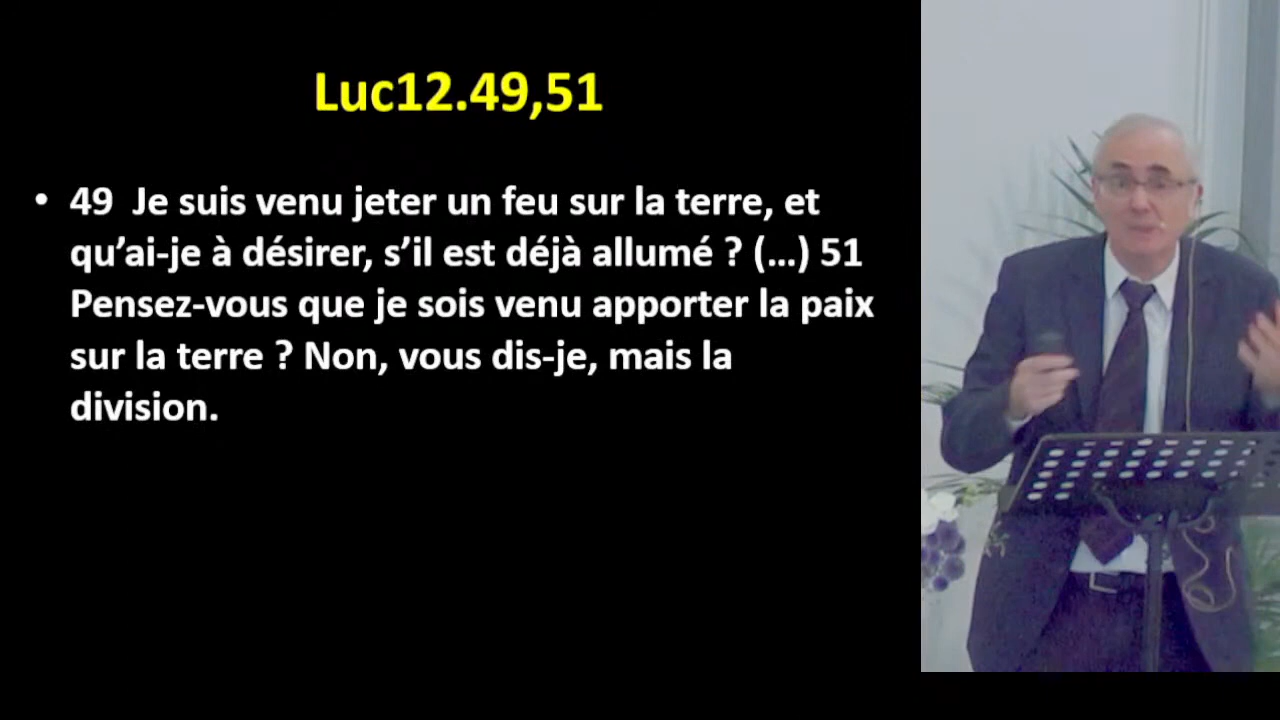 Luc12.49,51
• 49  Je suis venu jeter un feu sur la terre, et
qu’ai-je à désirer, s’il est déjà allumé ? (...) 51
Pensez-vous que je sois venu apporter la paix
sur la terre ? Non, vous dis-je, mais la
division.